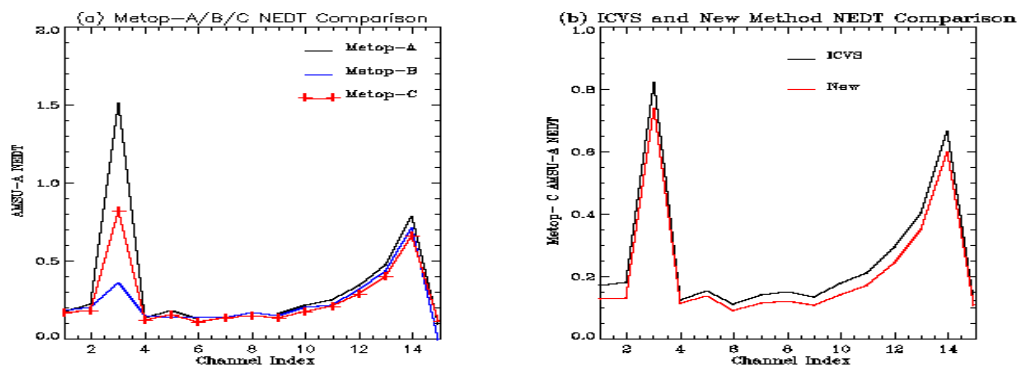 (a) Metop-A/B/C NEDT Comparison
2.0
1.5
1.0
0.5
0.0
AMSU-A NEDT
Metop-A
Metop-B
Metop-C
2 4 6 8 10 12 14
Channel Index
(b) ICVS and New Method NEDT Comparison
1.0
0.8
0.6
0.4
0.2
0.0
Metop- C AMSU-A NEDT
ICVS
New
2 4 6 8 10 12 14
Channel Index